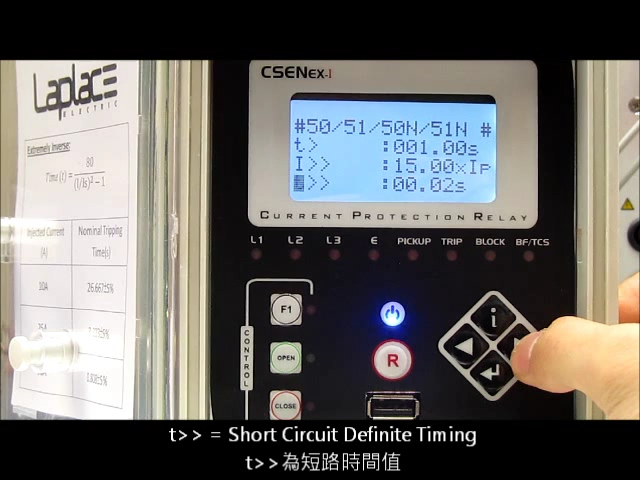 Laplace
ELECTRIC
Extremely Inverse:
Time (t) = 80
(I/Is)² − 1
Injected Current
(A)
Nominal Tripping
Time(s)
10A
26.667±5%
CSENEX-I
#50/51/50N/51N #
t> :001.00s
I>> :15.00xIp
>> :00.02s
CURRENT PROTECTION RELAY
L1 L2 L3 E PICKUP TRIP BLOCK BF/TCS
CONTROL
F1
OPEN
CLOSE
R
i
t>> = Short Circuit Definite Timing
t>>為短路時間值